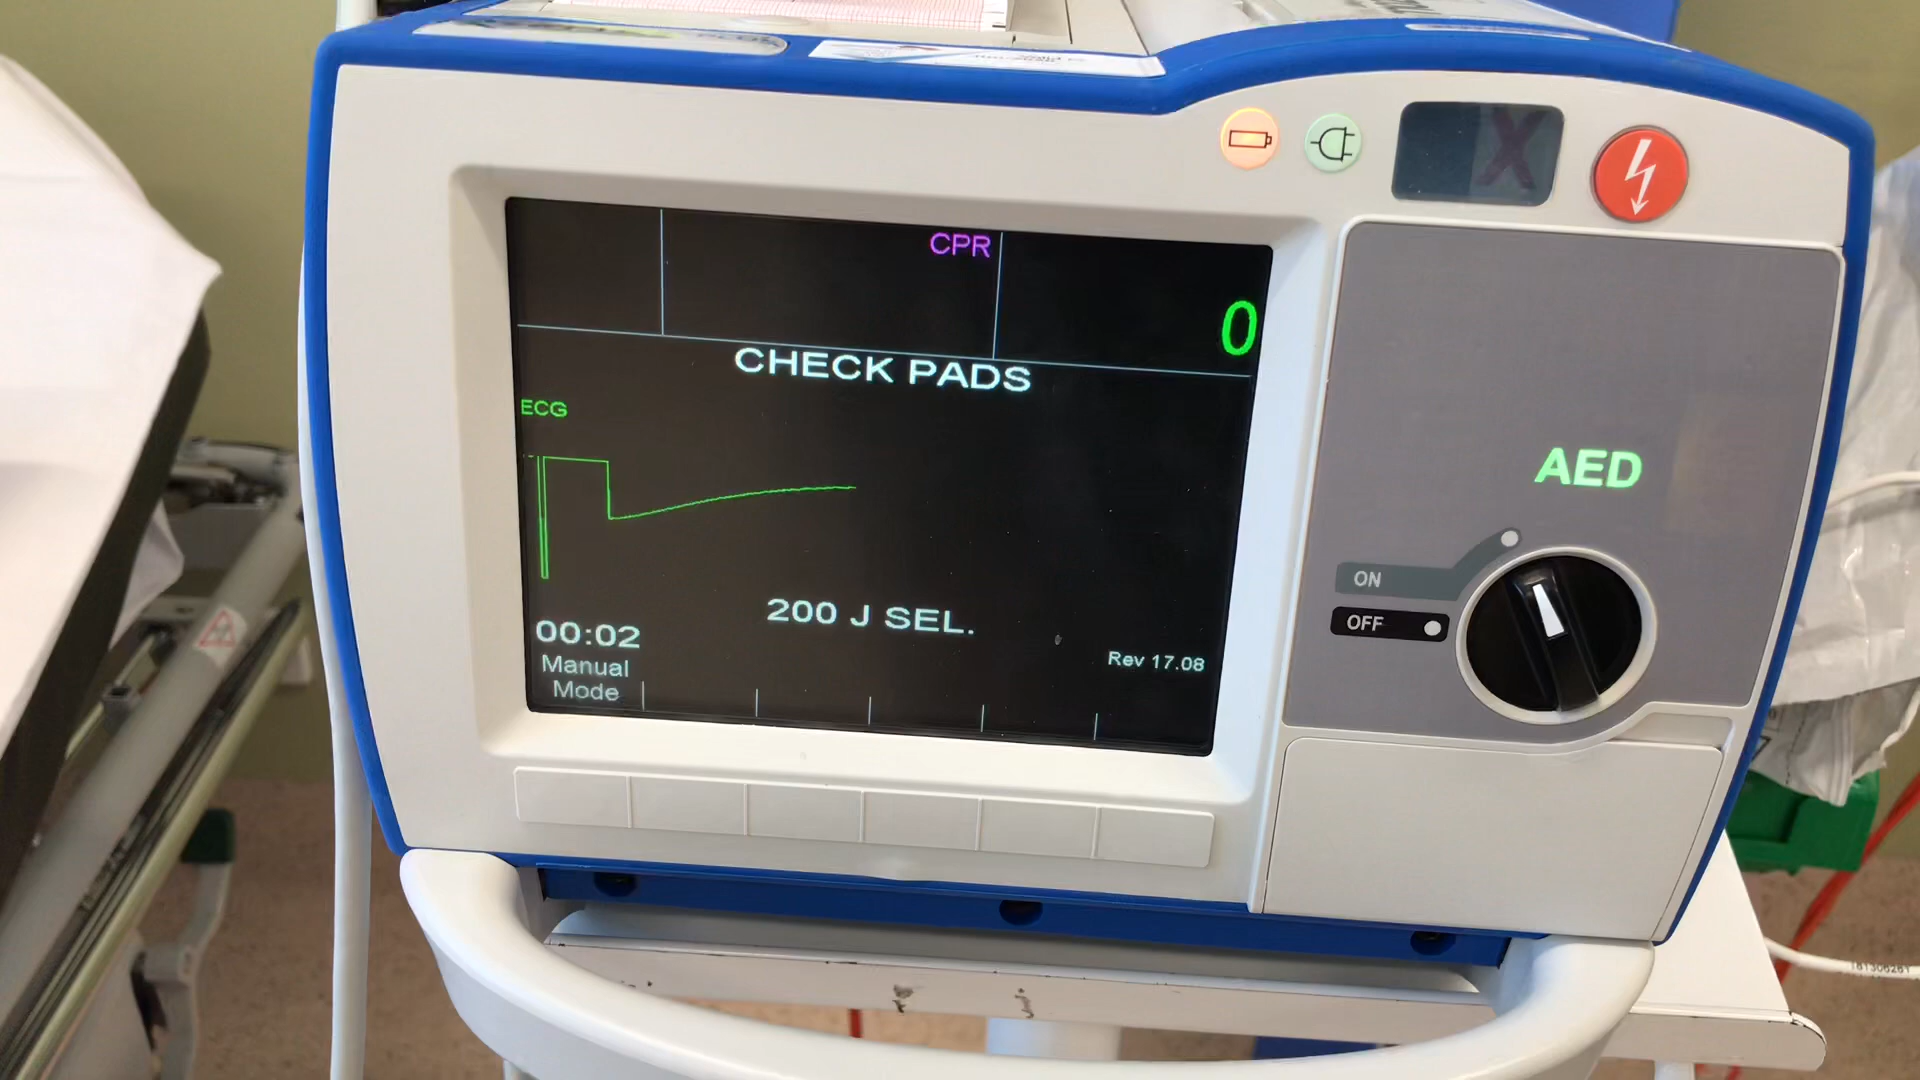 CPR
0
CHECK PADS
ECG
200 J SEL.
00:02
Manual
Mode
Rev 17.08
X
AED
ON
OFF